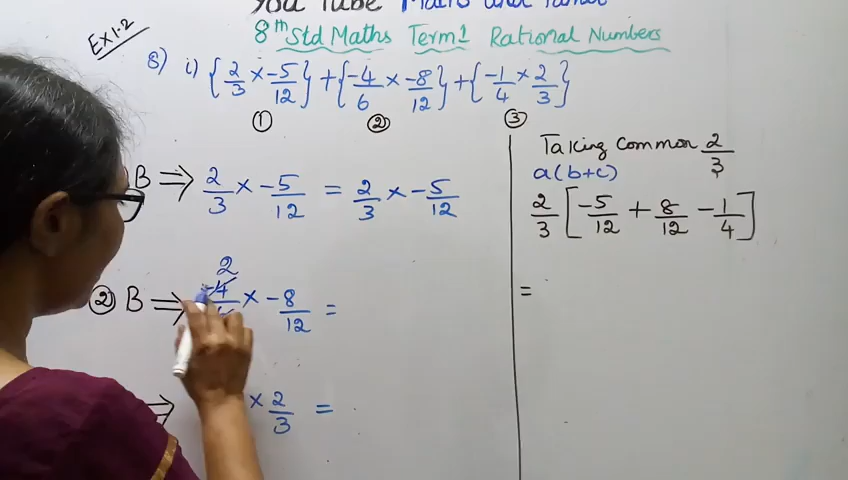 You Tube Maths and Tamil
Ex 1.2
8th Std Maths Term 1 Rational Numbers
8) i) {2/3 × -5/12} + {-4/6 × -8/12} + {-1/4 × 2/3}
① ② ③
B ⇒ 2/3 × -5/12 = 2/3 × -5/12
2
② B ⇒ -4/6 × -8/12 =
⇒ × 2/3 =
Taking common 2/3
a(b+c)
2/3 [-5/12 + 8/12 - 1/4]
=